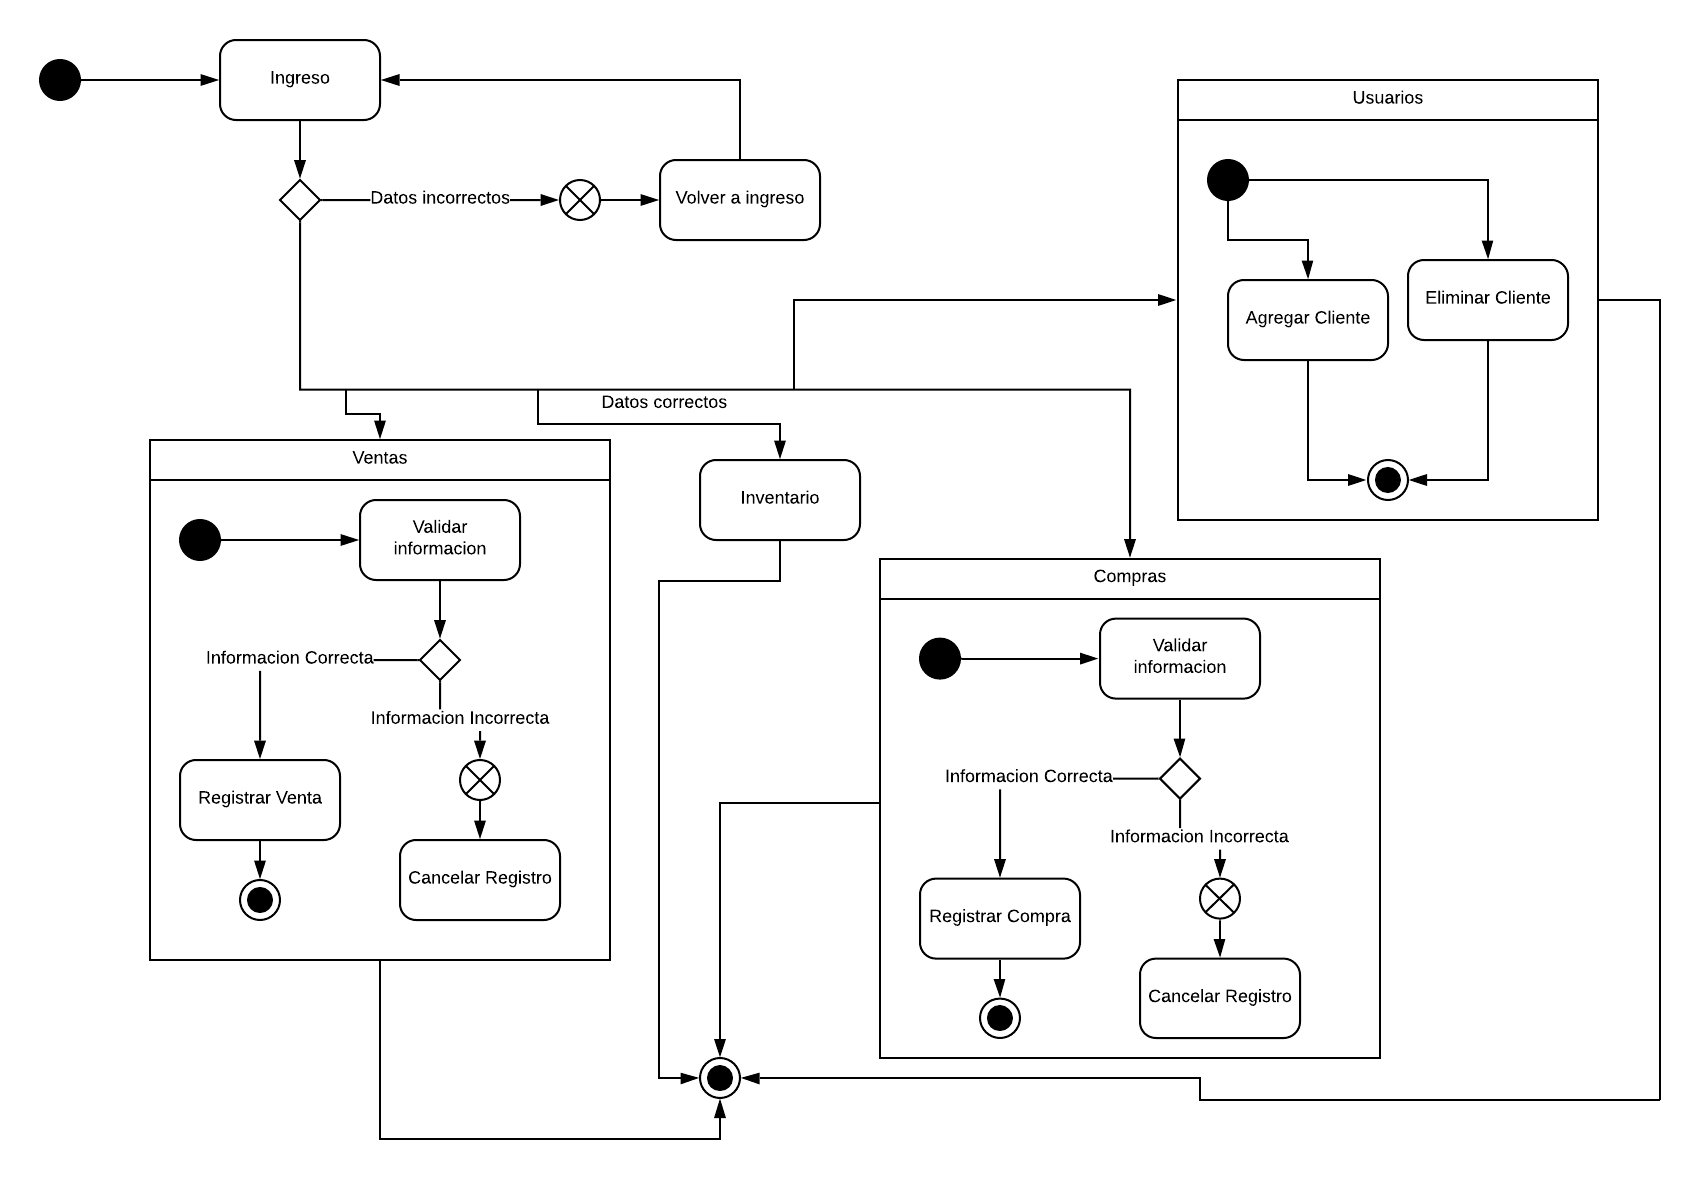 Ingreso
Usuarios
Datos incorrectos
Volver a ingreso
Eliminar Cliente
Agregar Cliente
Datos correctos
Ventas
Inventario
Validar
informacion
Compras
Validar
informacion
Informacion Correcta
Informacion Incorrecta
Informacion Correcta
Registrar Venta
Informacion Incorrecta
Cancelar Registro
Registrar Compra
Cancelar Registro